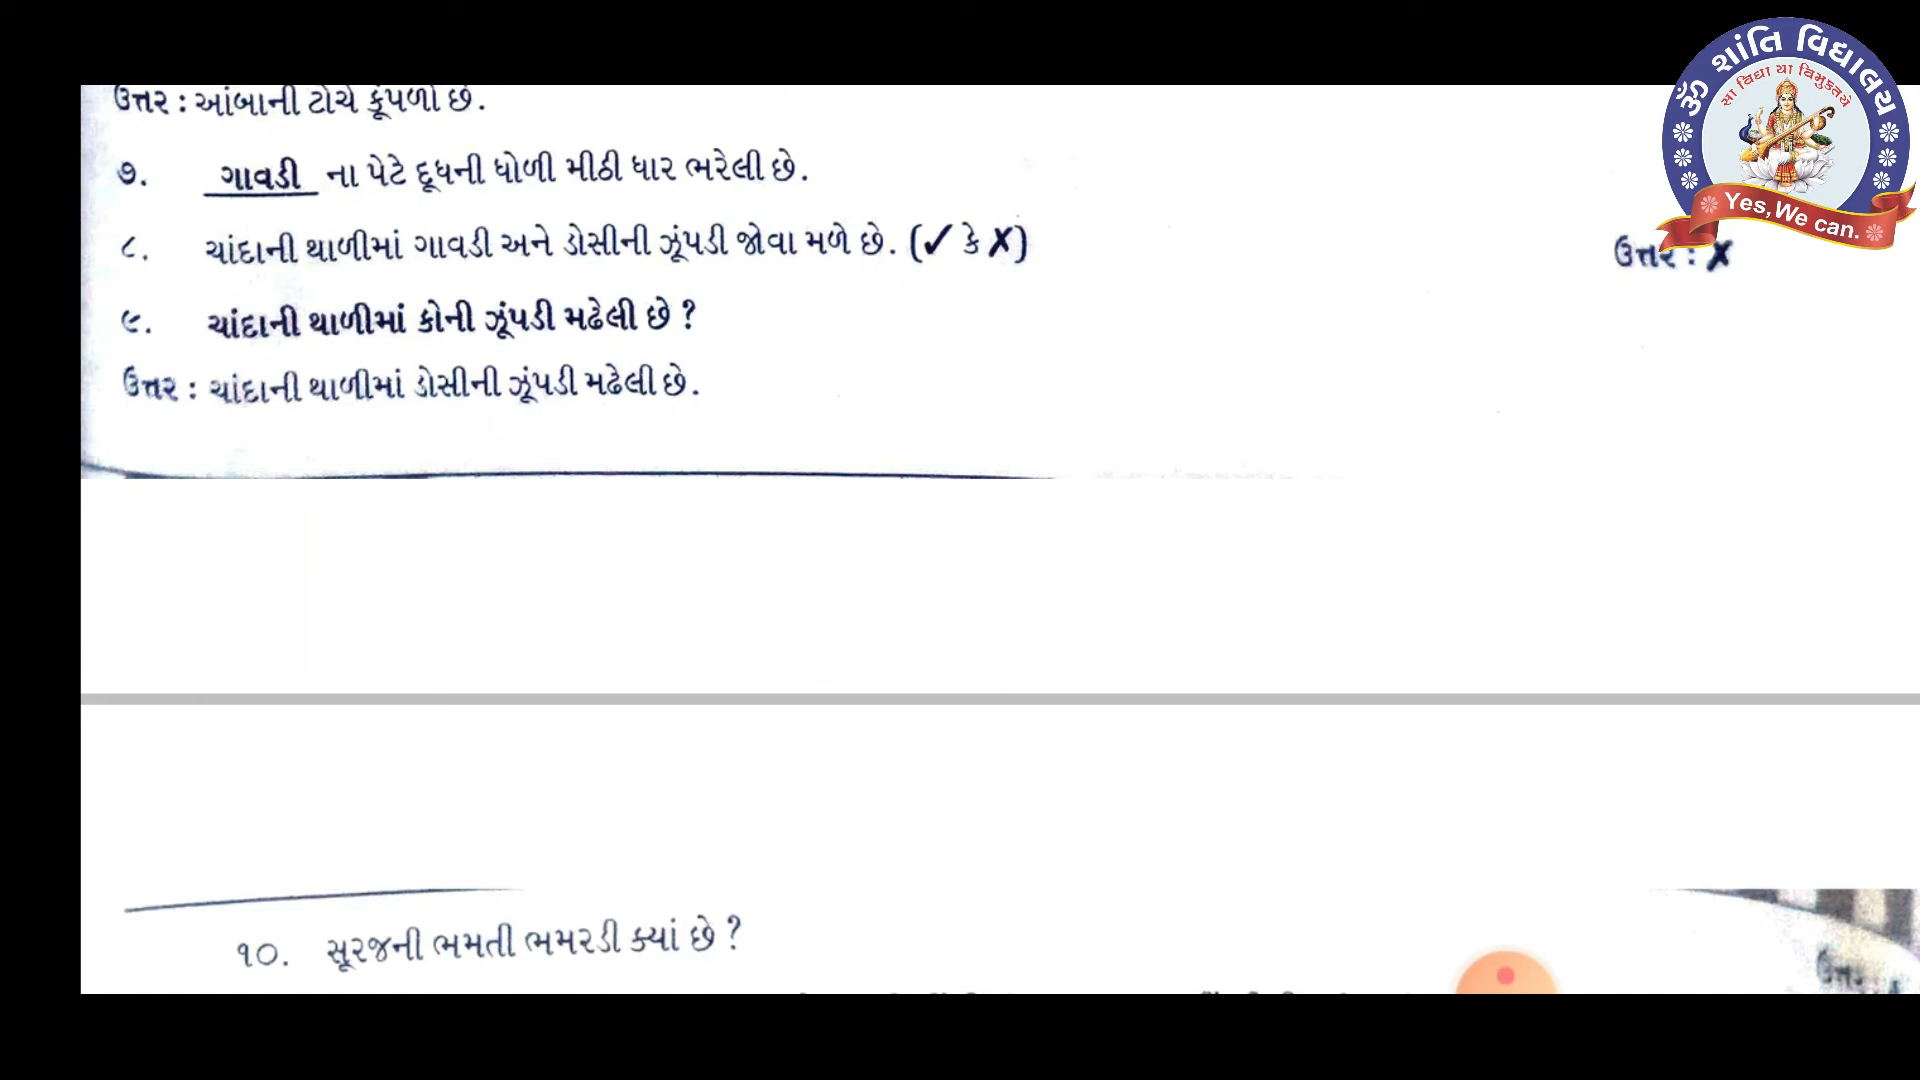 ઉત્તર : આંબાની ટોચે કૂંપળો છે.
૭. ગાવડી ના પેટે દૂધની ધોળી મીઠી ધાર ભરેલી છે.
૮. ચાંદાની થાળીમાં ગાવડી અને ડોસીની ઝૂંપડી જોવા મળે છે. (✓ કે ✗)
ઉત્તર : ✗
૯. ચાંદાની થાળીમાં કોની ઝૂંપડી મઢેલી છે ?
ઉત્તર : ચાંદાની થાળીમાં ડોસીની ઝૂંપડી મઢેલી છે.
૧૦. સૂરજની ભમતી ભમરડી ક્યાં છે ?
ૐ શાંતિ વિદ્યાલય
સા વિદ્યા યા વિમુક્તયે
Yes, We can.